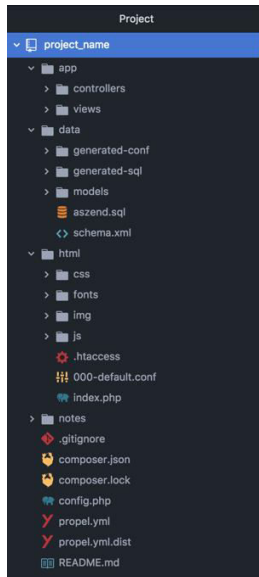 Project
project_name
app
controllers
views
data
generated-conf
generated-sql
models
aszend.sql
schema.xml
html
css
fonts
img
js
.htaccess
000-default.conf
index.php
notes
.gitignore
composer.json
composer.lock
config.php
propel.yml
propel.yml.dist
README.md